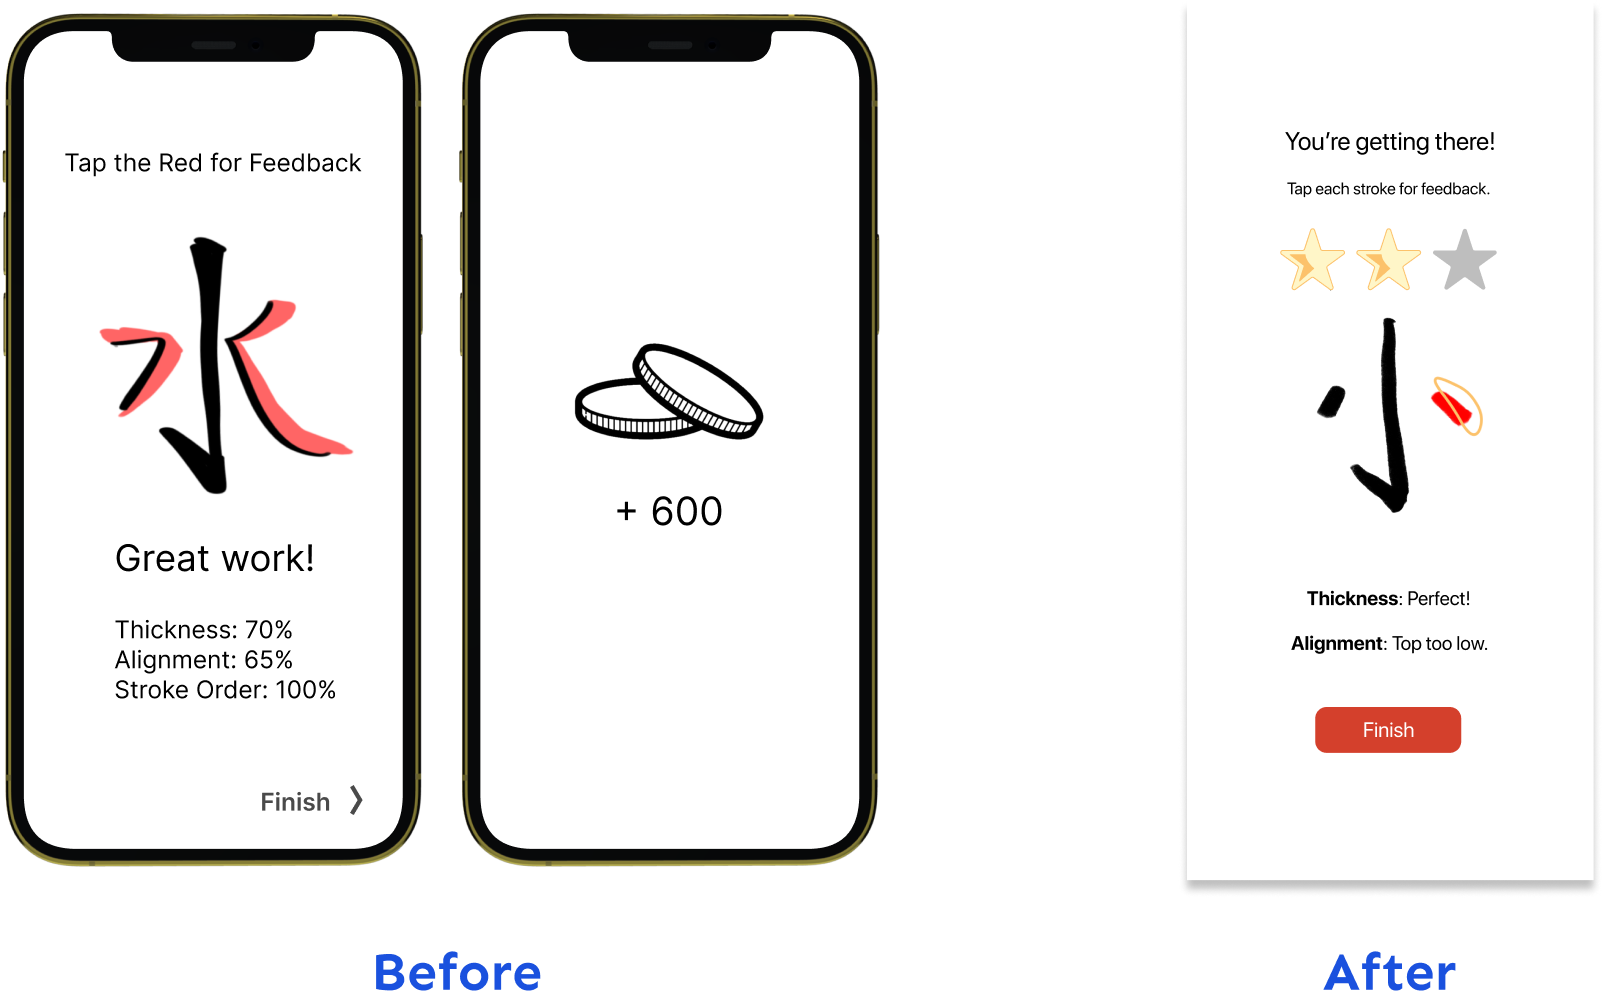 Tap the Red for Feedback
水
Great work!
Thickness: 70%
Alignment: 65%
Stroke Order: 100%
Finish
+ 600
Before
You're getting there!
Tap each stroke for feedback.
小
Thickness: Perfect!
Alignment: Top too low.
Finish
After